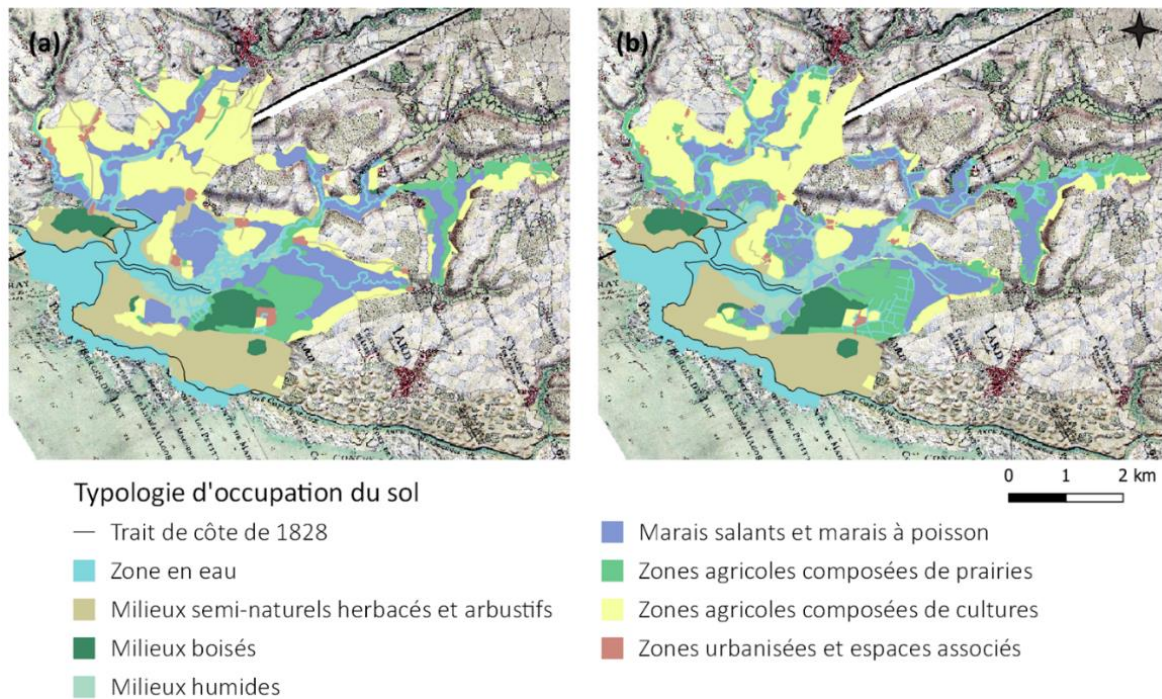 (a)
(b)
LARD
0 1 2 km
Typologie d'occupation du sol
Trait de côte de 1828
Zone en eau
Milieux semi-naturels herbacés et arbustifs
Milieux boisés
Milieux humides
Marais salants et marais à poisson
Zones agricoles composées de prairies
Zones agricoles composées de cultures
Zones urbanisées et espaces associés